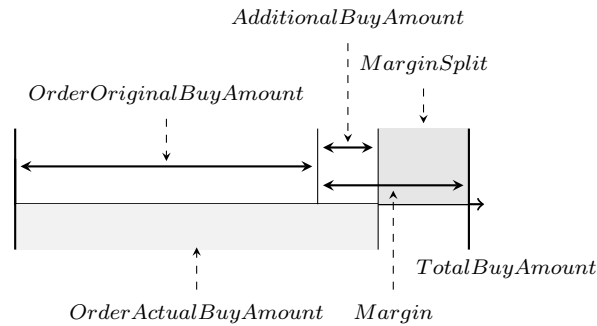 AdditionalBuyAmount
MarginSplit
OrderOriginalBuyAmount
TotalBuyAmount
OrderActualBuyAmount
Margin